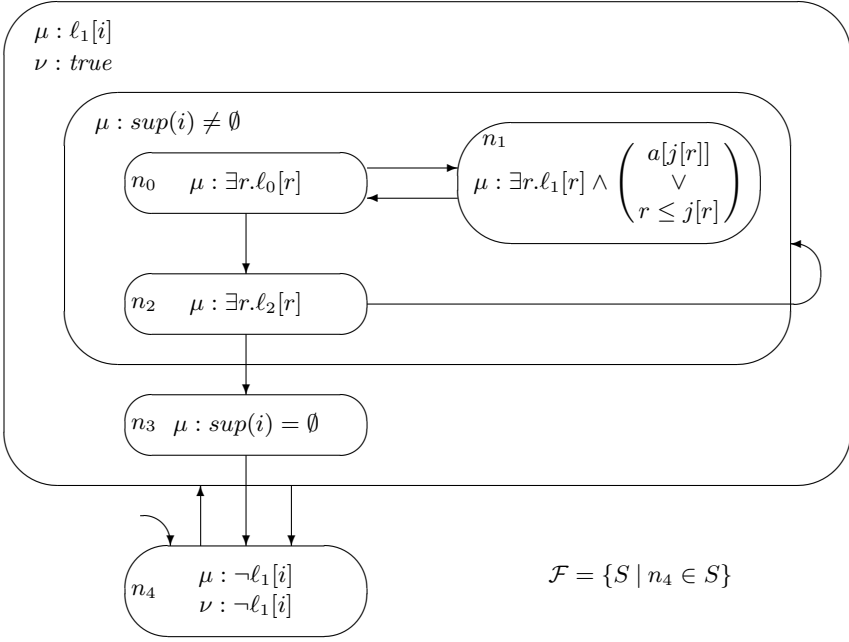 μ : ℓ₁[i]
ν : true
μ : sup(i) ≠ ∅
n₀ μ : ∃r.ℓ₀[r]
n₁
μ : ∃r.ℓ₁[r] ∧ ( a[j[r]] ∨ r ≤ j[r] )
n₂ μ : ∃r.ℓ₂[r]
n₃ μ : sup(i) = ∅
n₄
μ : ¬ℓ₁[i]
ν : ¬ℓ₁[i]
ℱ = {S | n₄ ∈ S}